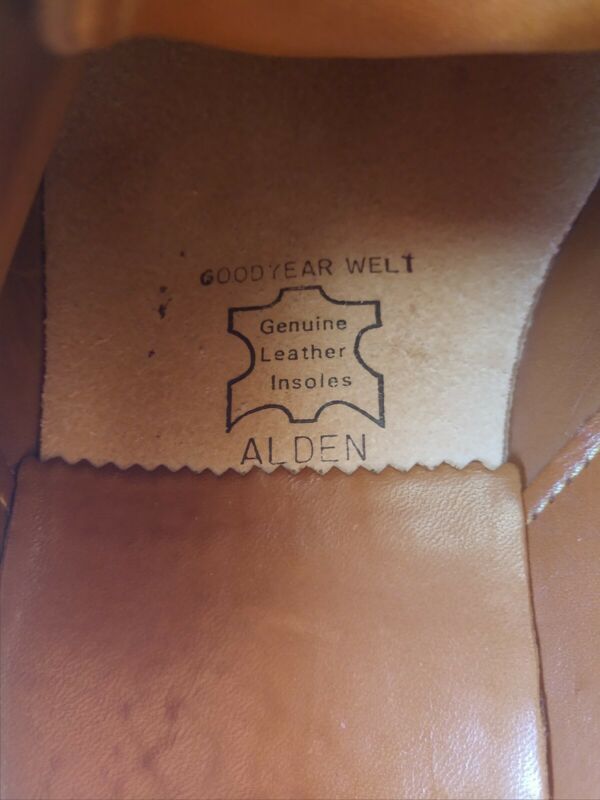 GOODYEAR WELT
Genuine
Leather
Insoles
ALDEN